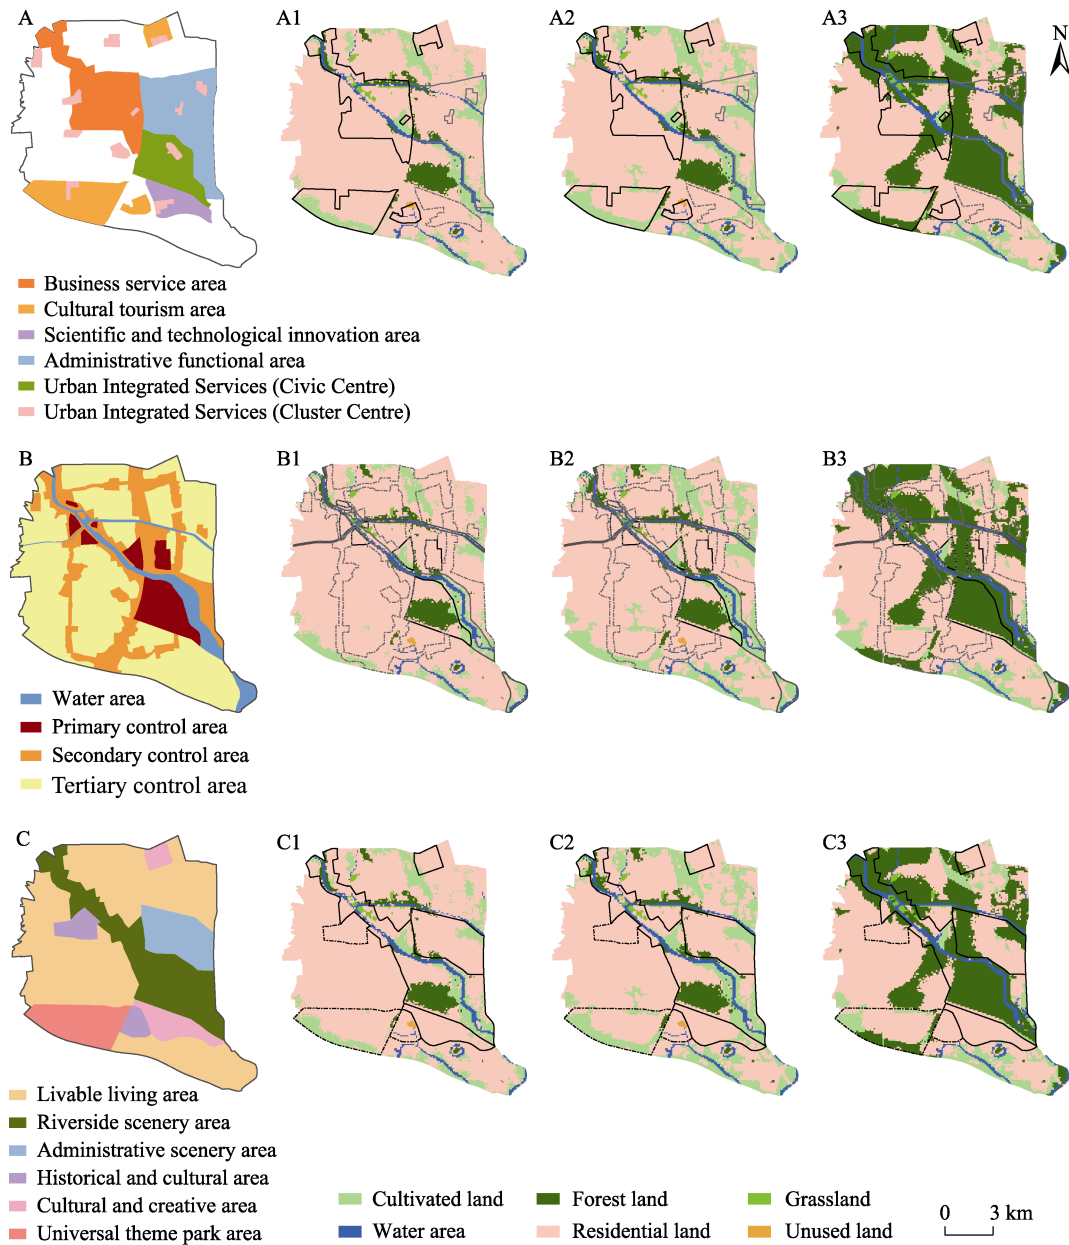 A A1 A2 A3
N
Business service area
Cultural tourism area
Scientific and technological innovation area
Administrative functional area
Urban Integrated Services (Civic Centre)
Urban Integrated Services (Cluster Centre)
B B1 B2 B3
Water area
Primary control area
Secondary control area
Tertiary control area
C C1 C2 C3
Livable living area
Riverside scenery area
Administrative scenery area
Historical and cultural area
Cultural and creative area
Universal theme park area
Cultivated land Forest land Grassland
Water area Residential land Unused land
0 3 km